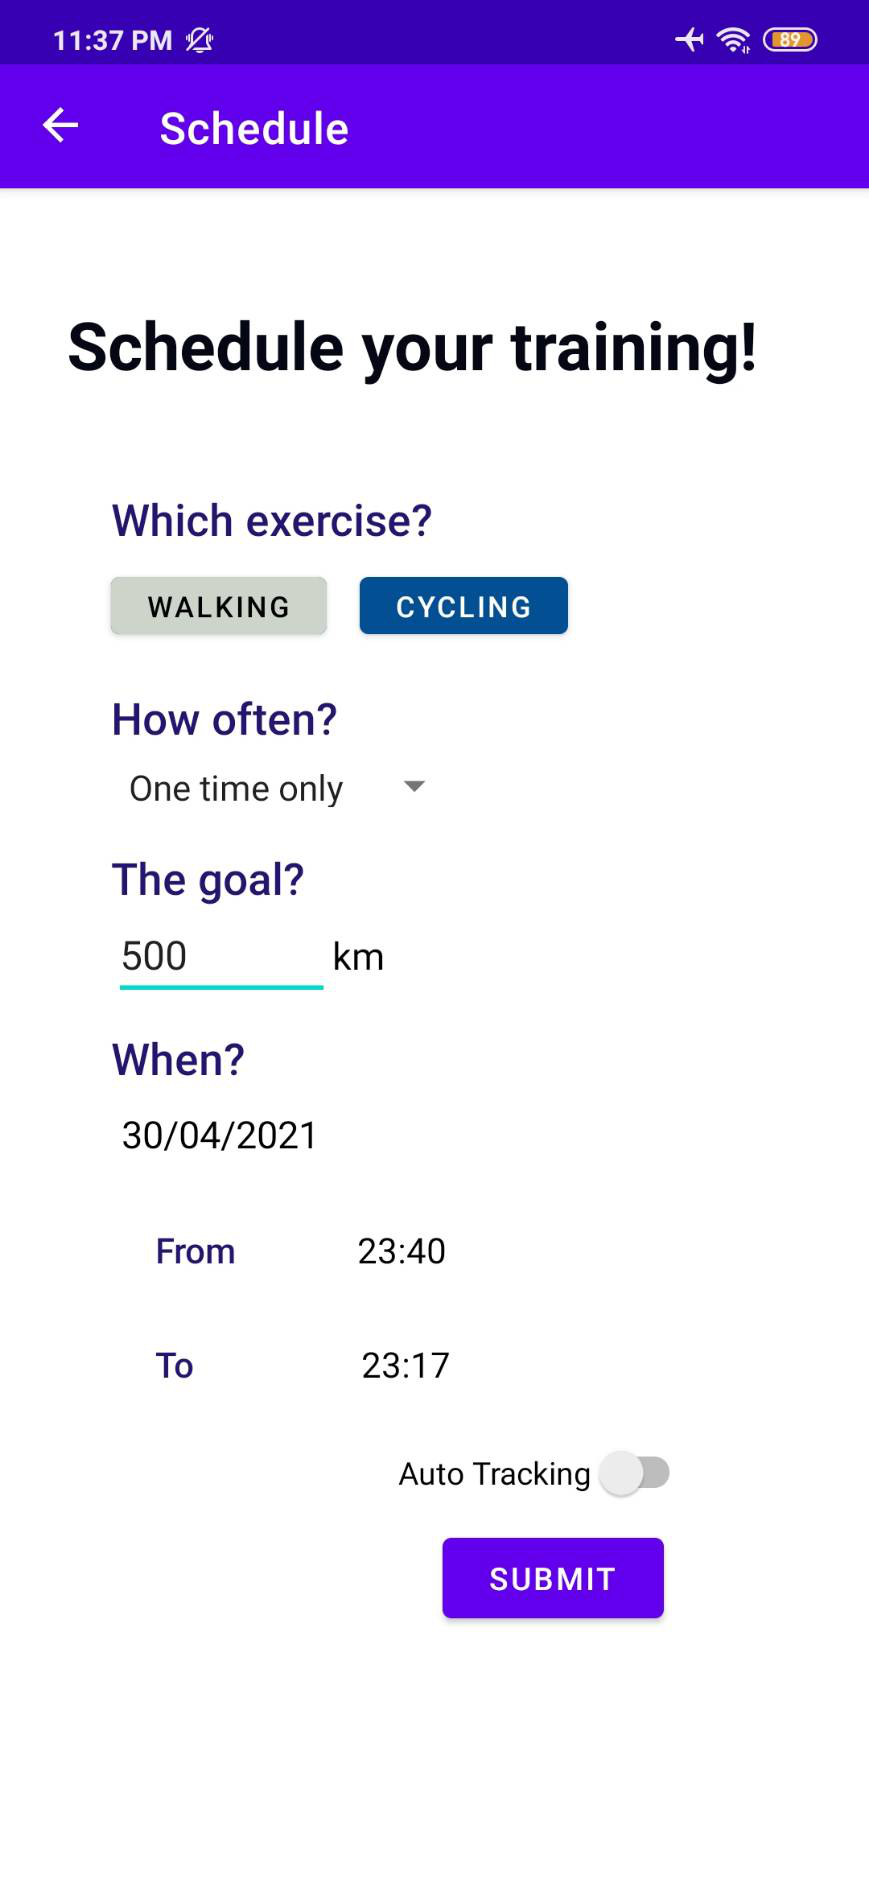 11:37 PM 89
Schedule
Schedule your training!
Which exercise?
WALKING CYCLING
How often?
One time only
The goal?
500 km
When?
30/04/2021
From 23:40
To 23:17
Auto Tracking
SUBMIT